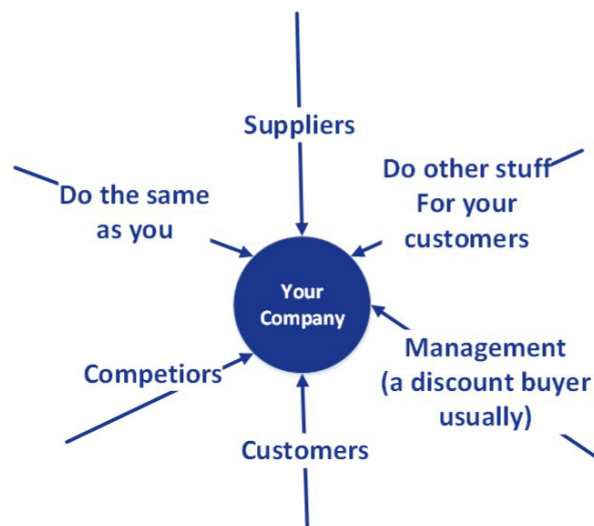 Suppliers
Do other stuff
For your
customers
Do the same
as you
Your
Company
Management
(a discount buyer
usually)
Competiors
Customers